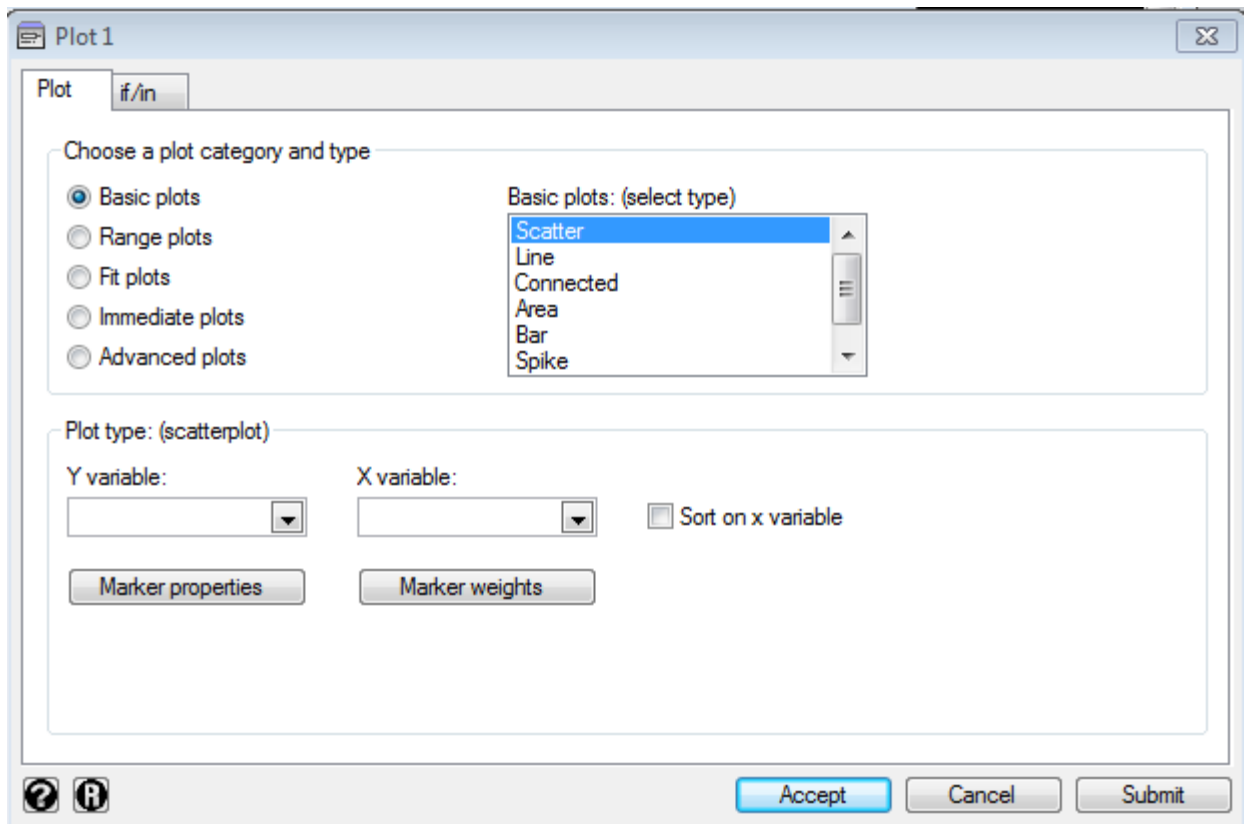 Plot 1
Plot
if/in
Choose a plot category and type
Basic plots
Range plots
Fit plots
Immediate plots
Advanced plots
Basic plots: (select type)
Scatter
Line
Connected
Area
Bar
Spike
Plot type: (scatterplot)
Y variable:
X variable:
Sort on x variable
Marker properties
Marker weights
? R
Accept
Cancel
Submit